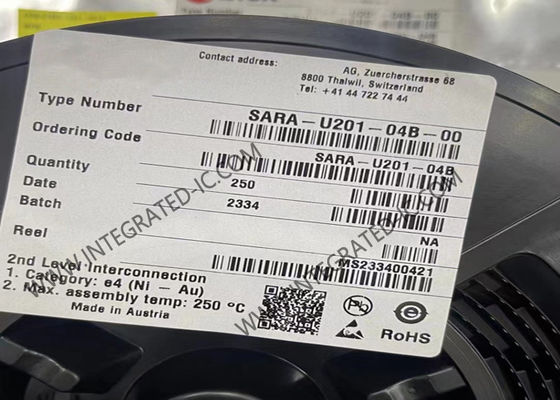 Contact address:
AG, Zuercherstrasse 68
8800 Thalwil, Switzerland
Tel: +41 44 722 74 44
Type Number
SARA-U201-04B-00
Ordering Code
SARA-U201-04B
Quantity
250
Date
2334
Batch
NA
Reel
MS233400421
2nd Level Interconnection
1. Category: e4 (Ni - Au)
2. Max. assembly temp: 250 °C
Made in Austria
Pb
e
RoHS
WWW.INTEGRATED-IC.COM
WWW.INTEGRATED-IC.COM